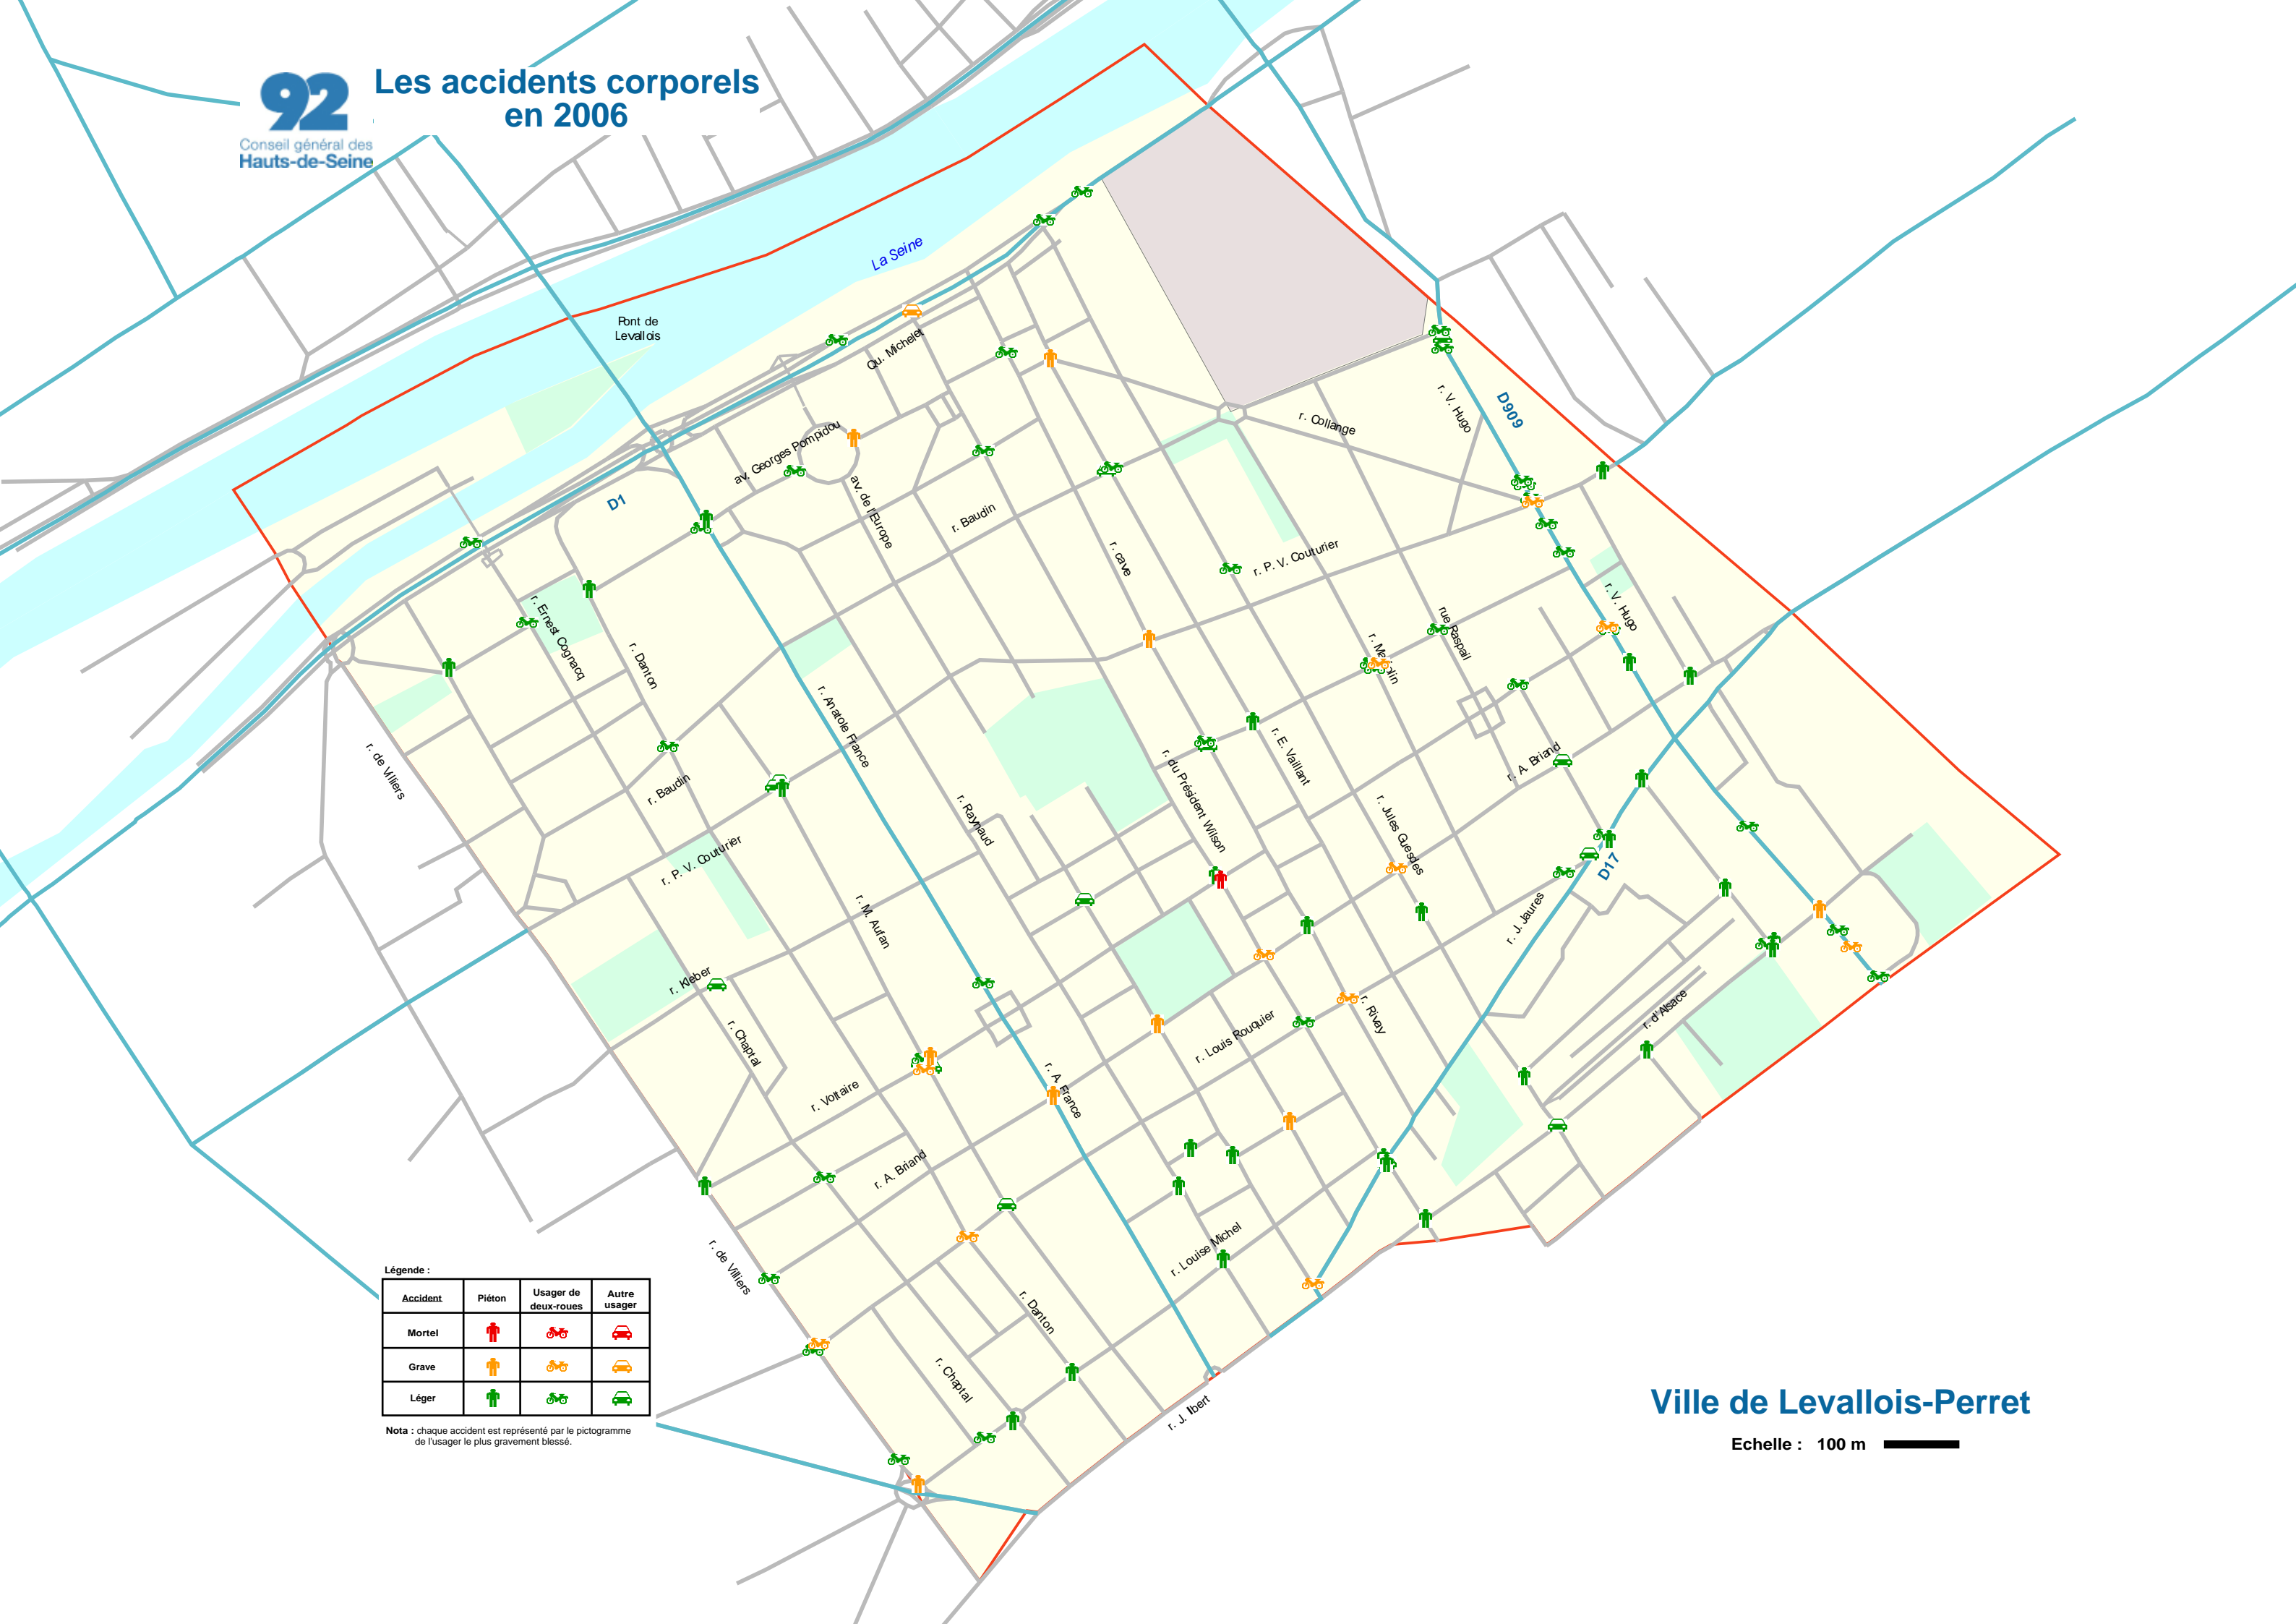 92
Conseil général des
Hauts-de-Seine
Les accidents corporels
en 2006
La Seine
Pont de
Levallois
Qu. Michelet
D909
r. V. Hugo
r. Collange
av. Georges Pompidou
av. de l'Europe
D1
r. Baudin
r. cave
r. P. V. Couturier
r. V. Hugo
rue Raspail
r. Ernest Cognacq
r. Danton
r. Anatole France
r. de Villiers
r. E. Vaillant
r. du Président Wilson
r. A. Briand
r. Baudin
r. Raynaud
r. Jules Guesdes
r. P. V. Couturier
D17
r. M. Aufan
r. J. Jaures
r. Kleber
r. Rivay
r. d'Alsace
r. Chaptal
r. Louis Rouquier
r. Voltaire
r. A. France
r. A. Briand
r. Louise Michel
r. de Villiers
r. Danton
r. Chaptal
r. J. Ibert
Légende :
Accident Piéton Usager de deux-roues Autre usager
Mortel
Grave
Léger
Nota : chaque accident est représenté par le pictogramme
de l'usager le plus gravement blessé.
Ville de Levallois-Perret
Echelle : 100 m